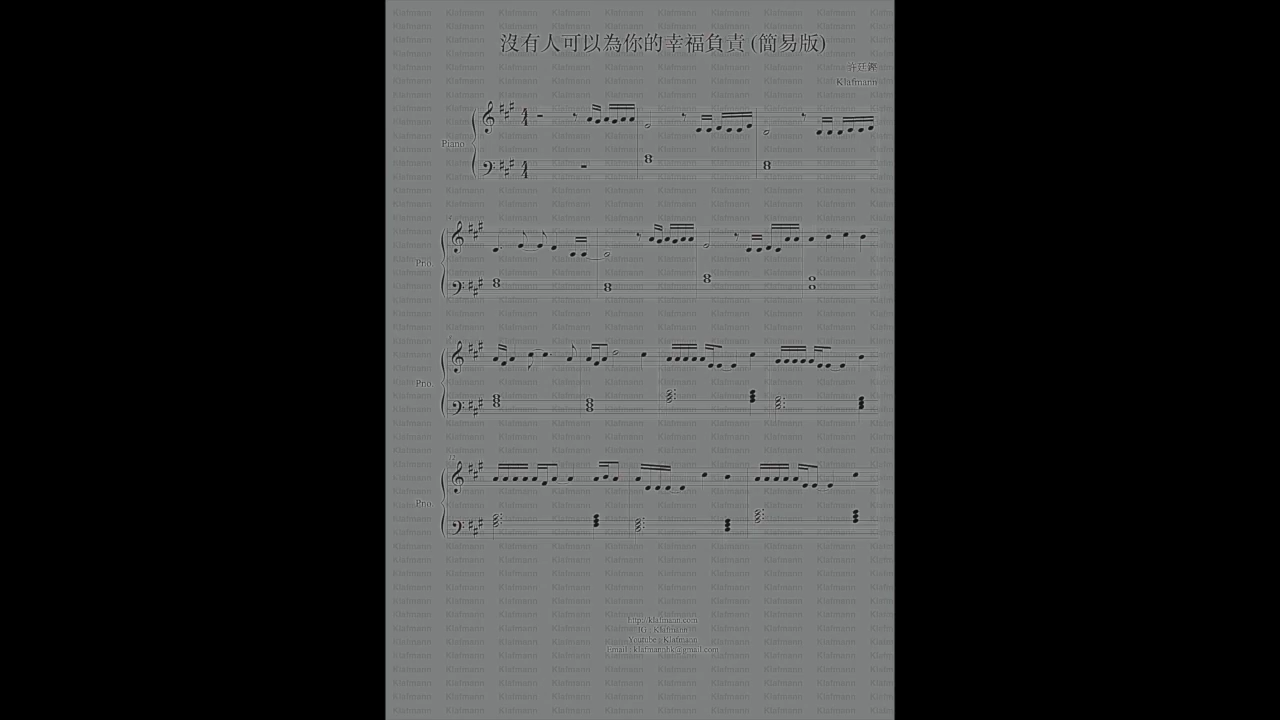 沒有人可以為你的幸福負責 (簡易版)
許廷鏗
Klafmann
Piano
Pno.
Pno.
Pno.
12
http://klafmann.com
IG : Klafmann
Youtube : Klafmann
Email : klafmannhk@gmail.com